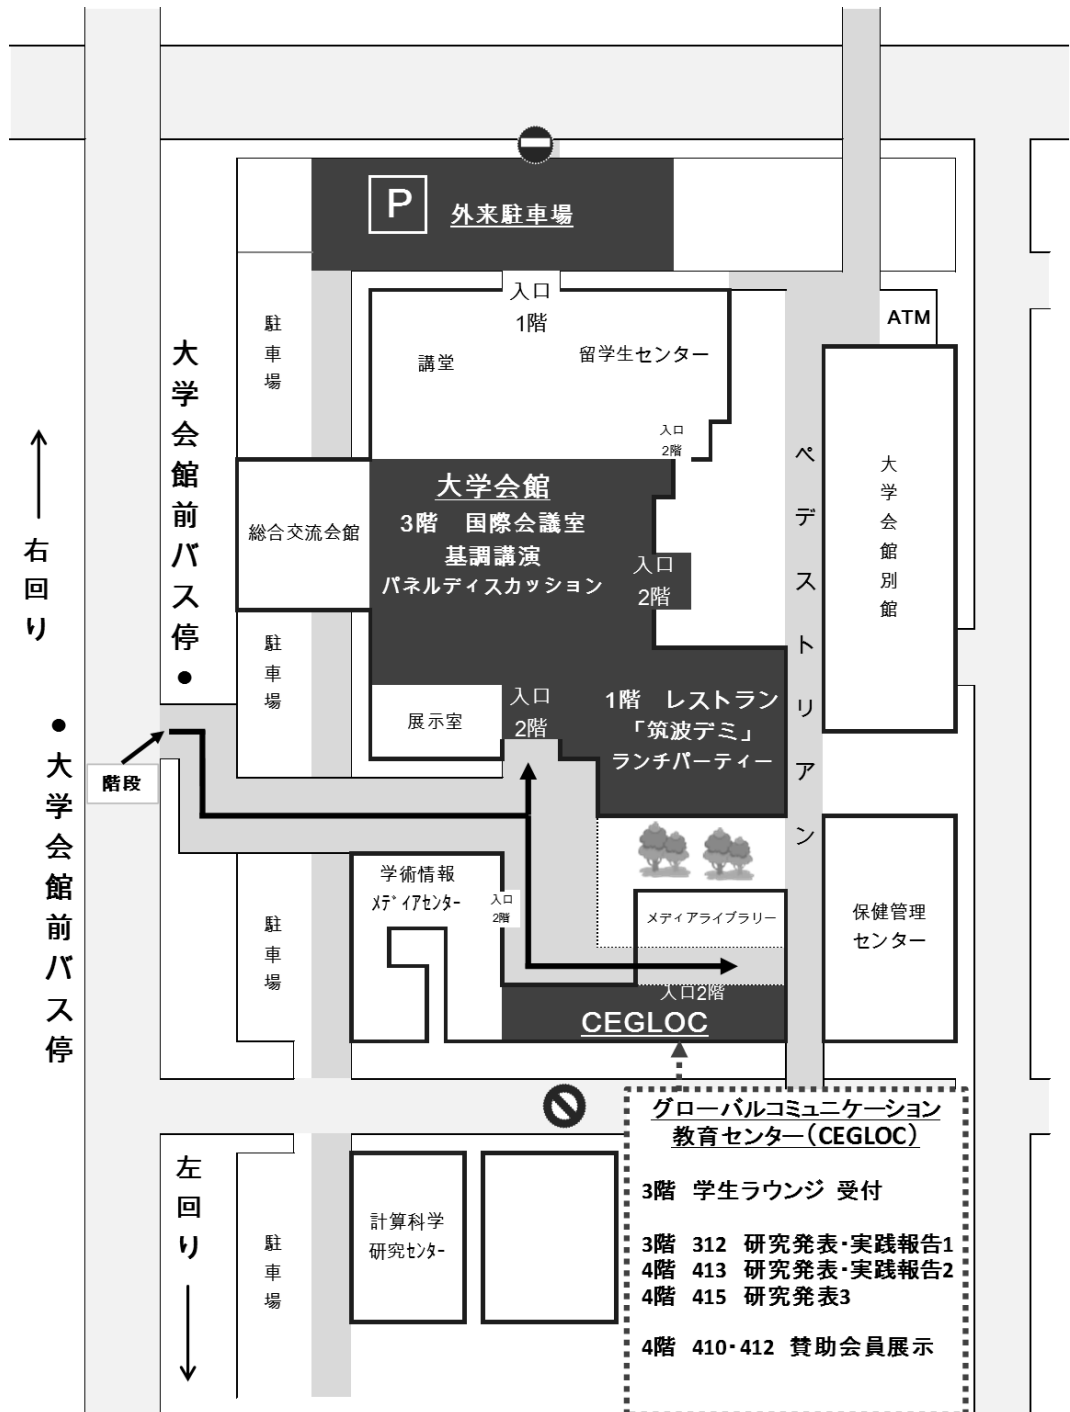 P
外来駐車場
入口
1階
講堂
留学生センター
ATM
駐車場
大学会館前バス停
右回り
入口
2階
大学会館
3階 国際会議室
基調講演
パネルディスカッション
総合交流会館
入口
2階
ペデストリアン
大学会館別館
駐車場
展示室
入口
2階
1階 レストラン
「筑波デミ」
ランチパーティー
階段
大学会館前バス停
学術情報
ﾒﾃﾞｨｱｾﾝﾀｰ
入口
2階
メディアライブラリー
保健管理
センター
駐車場
入口2階
CEGLOC
グローバルコミュニケーション
教育センター（CEGLOC）
3階 学生ラウンジ 受付
3階 312 研究発表・実践報告1
4階 413 研究発表・実践報告2
4階 415 研究発表3
4階 410・412 賛助会員展示
左回り
駐車場
計算科学
研究ｾﾝﾀｰ